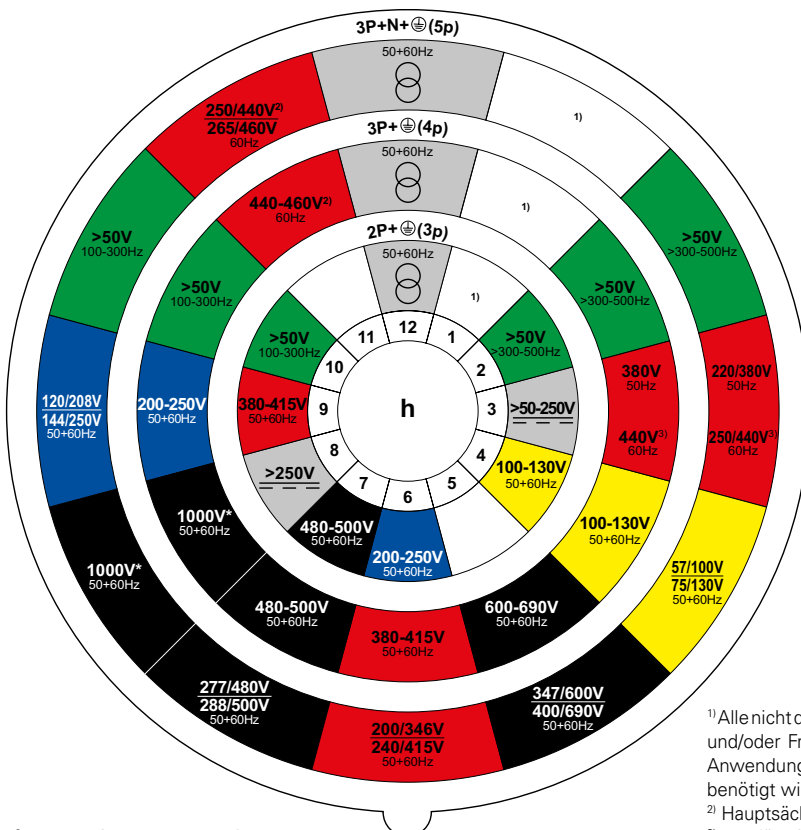 3P+N+⏚(5p)
50+60Hz
1)
>50V
>300-500Hz
220/380V
50Hz
250/440V³⁾
60Hz
57/100V
75/130V
50+60Hz
347/600V
400/690V
50+60Hz
200/346V
240/415V
50+60Hz
277/480V
288/500V
50+60Hz
1000V*
50+60Hz
120/208V
144/250V
50+60Hz
>50V
100-300Hz
250/440V²⁾
265/460V
60Hz
3P+⏚(4p)
50+60Hz
1)
>50V
>300-500Hz
380V
50Hz
440V³⁾
60Hz
100-130V
50+60Hz
600-690V
50+60Hz
380-415V
50+60Hz
480-500V
50+60Hz
1000V*
50+60Hz
200-250V
50+60Hz
>50V
100-300Hz
440-460V²⁾
60Hz
2P+⏚(3p)
50+60Hz
1)
>50V
>300-500Hz
>50-250V
100-130V
50+60Hz
200-250V
50+60Hz
480-500V
50+60Hz
>250V
380-415V
50+60Hz
>50V
100-300Hz
12
1
2
3
4
5
6
7
8
9
10
11
h
¹⁾ Alle nicht
und/oder Fr
Anwendung
benötigt wi
²⁾ Hauptsäc